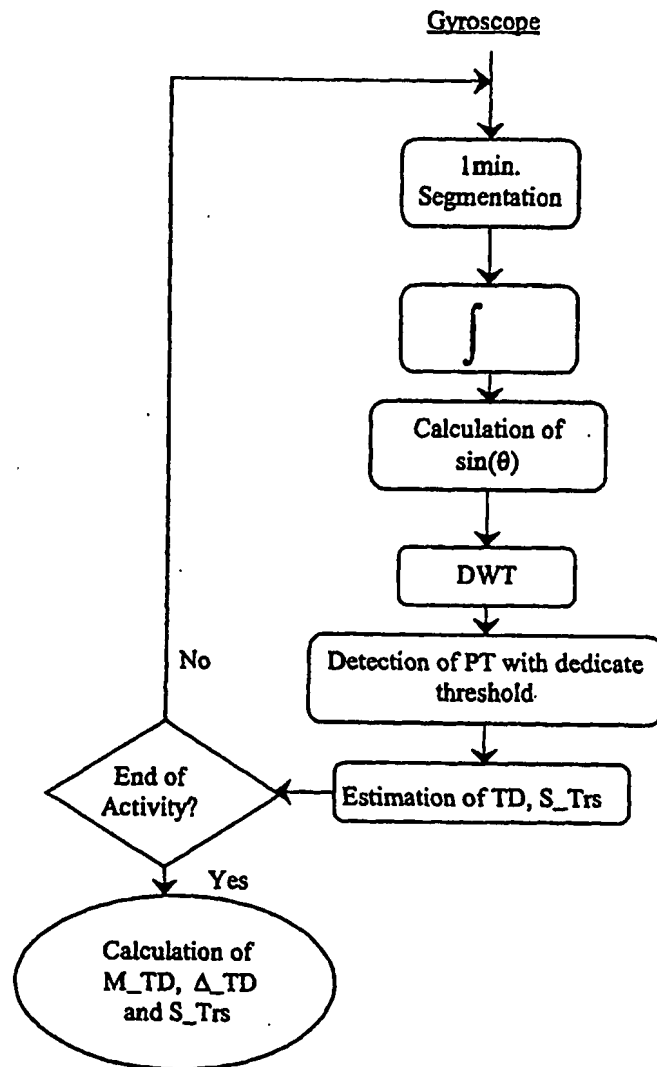 Gyroscope
1min.
Segmentation
∫
Calculation of
sin(θ)
DWT
Detection of PT with dedicate
threshold
Estimation of TD, S_Trs
End of
Activity?
No
Yes
Calculation of
M_TD, Δ_TD
and S_Trs